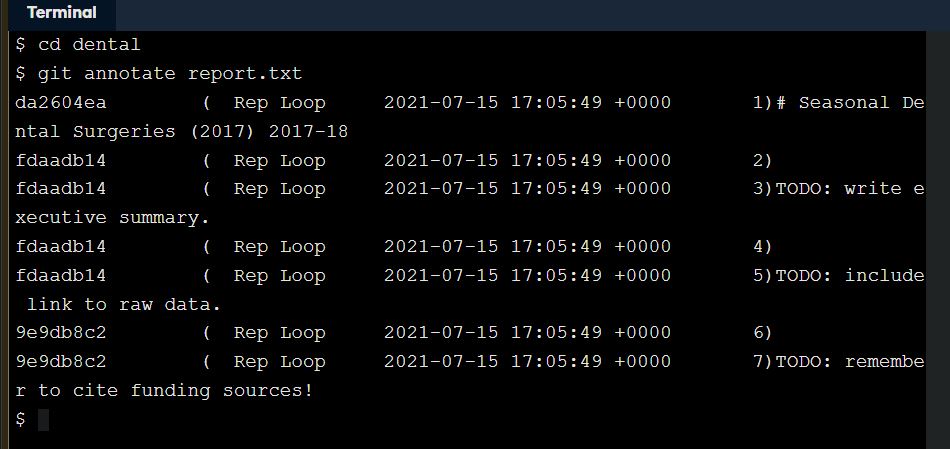 Terminal
$ cd dental
$ git annotate report.txt
da2604ea        (  Rep Loop     2021-07-15 17:05:49 +0000       1)# Seasonal De
ntal Surgeries (2017) 2017-18
fdaadb14        (  Rep Loop     2021-07-15 17:05:49 +0000       2)
fdaadb14        (  Rep Loop     2021-07-15 17:05:49 +0000       3)TODO: write e
xecutive summary.
fdaadb14        (  Rep Loop     2021-07-15 17:05:49 +0000       4)
fdaadb14        (  Rep Loop     2021-07-15 17:05:49 +0000       5)TODO: include
 link to raw data.
9e9db8c2        (  Rep Loop     2021-07-15 17:05:49 +0000       6)
9e9db8c2        (  Rep Loop     2021-07-15 17:05:49 +0000       7)TODO: remembe
r to cite funding sources!
$